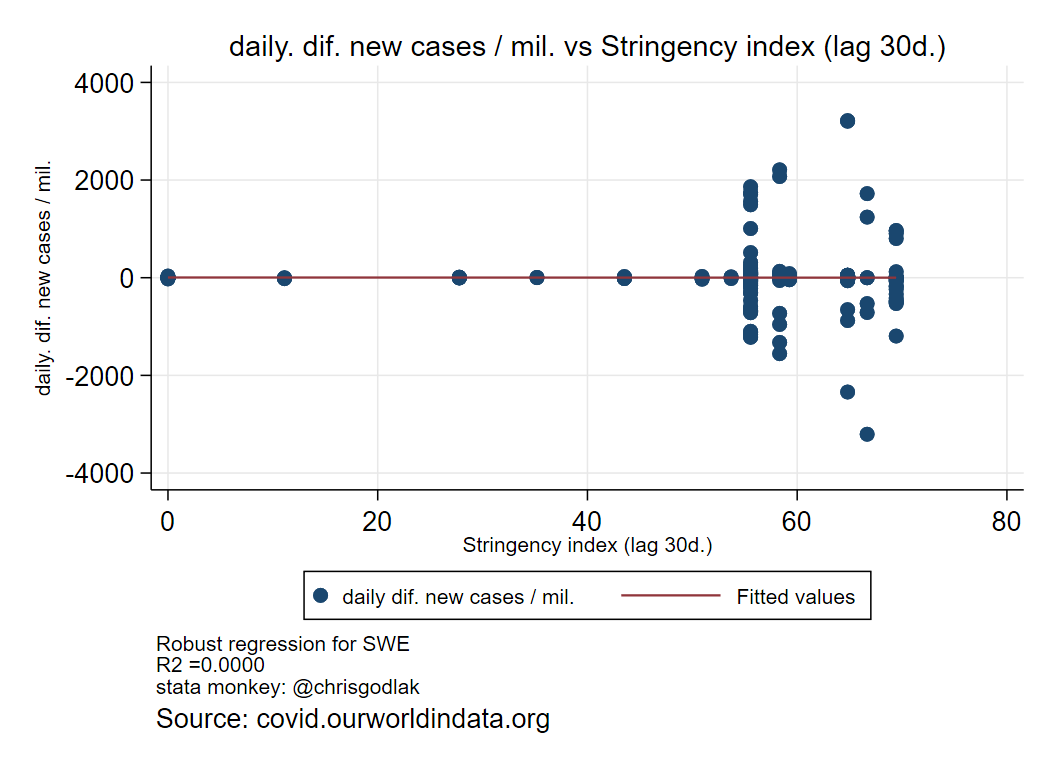 daily. dif. new cases / mil. vs Stringency index (lag 30d.)
daily. dif. new cases / mil.
4000
2000
0
-2000
-4000
0 20 40 60 80
Stringency index (lag 30d.)
daily dif. new cases / mil. Fitted values
Robust regression for SWE
R2 =0.0000
stata monkey: @chrisgodlak
Source: covid.ourworldindata.org